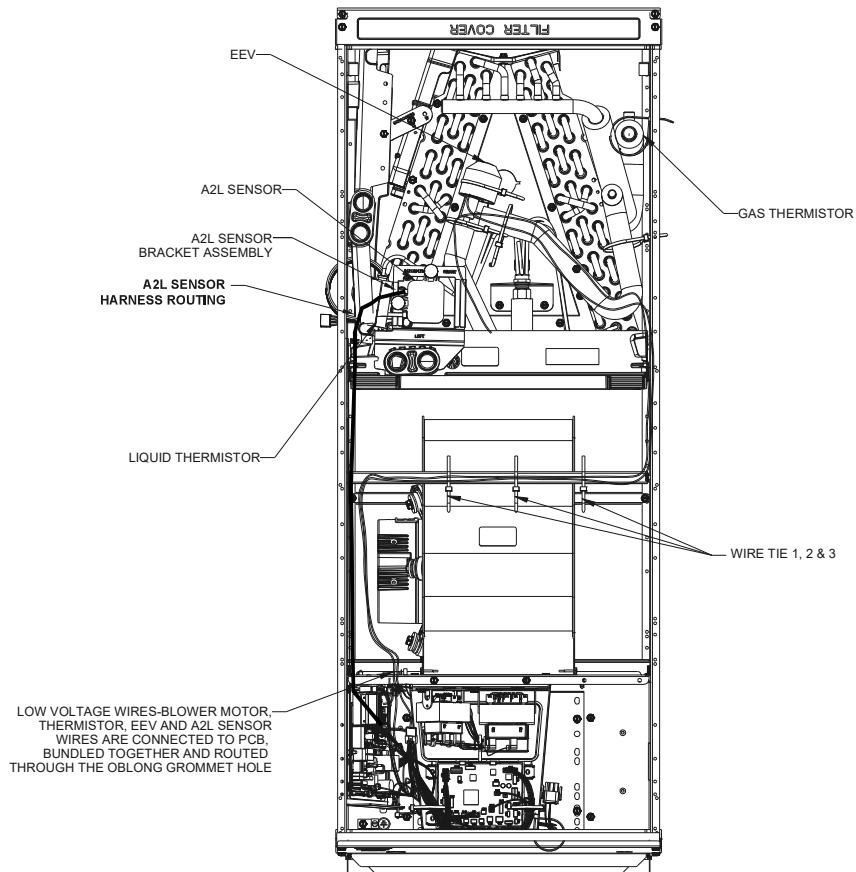 FILTER COVER
EEV
A2L SENSOR
A2L SENSOR
BRACKET ASSEMBLY
A2L SENSOR
HARNESS ROUTING
GAS THERMISTOR
LEFT
LIQUID THERMISTOR
WIRE TIE 1, 2 & 3
LOW VOLTAGE WIRES-BLOWER MOTOR,
THERMISTOR, EEV AND A2L SENSOR
WIRES ARE CONNECTED TO PCB,
BUNDLED TOGETHER AND ROUTED
THROUGH THE OBLONG GROMMET HOLE